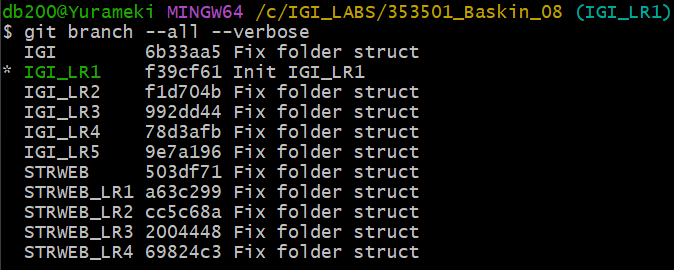 db200@Yurameki MINGW64 /c/IGI_LABS/353501_Baskin_08 (IGI_LR1)
$ git branch --all --verbose
  IGI        6b33aa5 Fix folder struct
* IGI_LR1    f39cf61 Init IGI_LR1
  IGI_LR2    f1d704b Fix folder struct
  IGI_LR3    992dd44 Fix folder struct
  IGI_LR4    78d3afb Fix folder struct
  IGI_LR5    9e7a196 Fix folder struct
  STRWEB     503df71 Fix folder struct
  STRWEB_LR1 a63c299 Fix folder struct
  STRWEB_LR2 cc5c68a Fix folder struct
  STRWEB_LR3 2004448 Fix folder struct
  STRWEB_LR4 69824c3 Fix folder struct